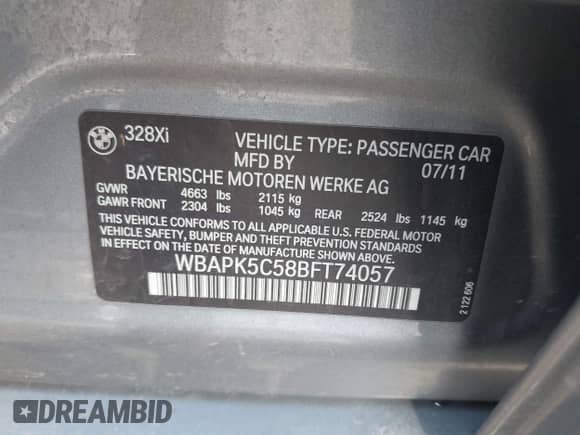 328Xi
VEHICLE TYPE: PASSENGER CAR
MFD BY 07/11
BAYERISCHE MOTOREN WERKE AG
GVWR 4663 lbs 2115 kg
GAWR FRONT 2304 lbs 1045 kg REAR 2524 lbs 1145 kg
THIS VEHICLE CONFORMS TO ALL APPLICABLE U.S. FEDERAL MOTOR
VEHICLE SAFETY, BUMPER AND THEFT PREVENTION STANDARDS
IN EFFECT ON THE DATE OF MANUFACTURE SHOWN ABOVE.
WBAPK5C58BFT74057
2 122 606
DREAMBID